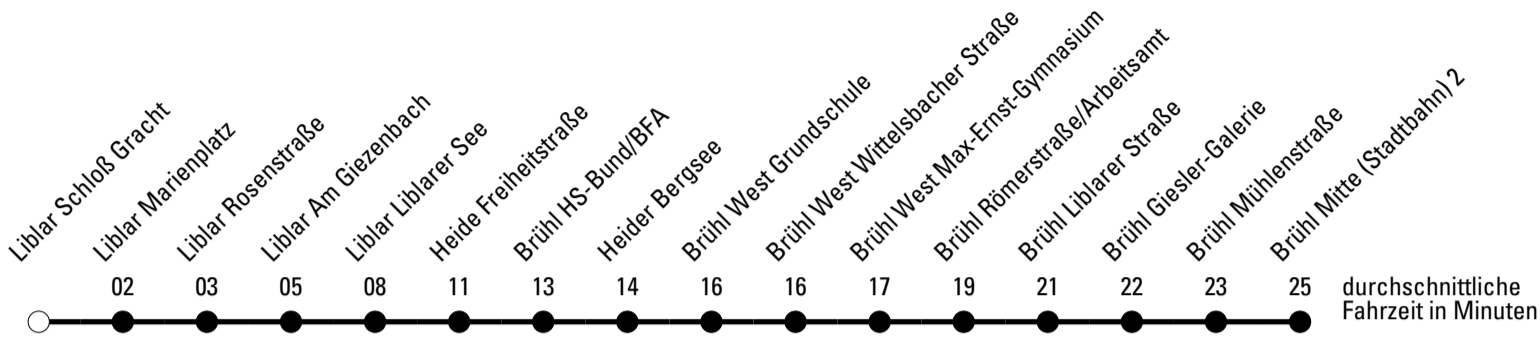 Liblar Schloß Gracht
Liblar Marienplatz
Liblar Rosenstraße
Liblar Am Giezenbach
Liblar Liblarer See
Heide Freiheitstraße
Brühl HS-Bund/BFA
Heider Bergsee
Brühl West Grundschule
Brühl West Wittelsbacher Straße
Brühl West Max-Ernst-Gymnasium
Brühl Römerstraße/Arbeitsamt
Brühl Liblarer Straße
Brühl Giesler-Galerie
Brühl Mühlenstraße
Brühl Mitte (Stadtbahn) 2
02 03 05 08 11 13 14 16 16 17 19 21 22 23 25
durchschnittliche
Fahrzeit in Minuten